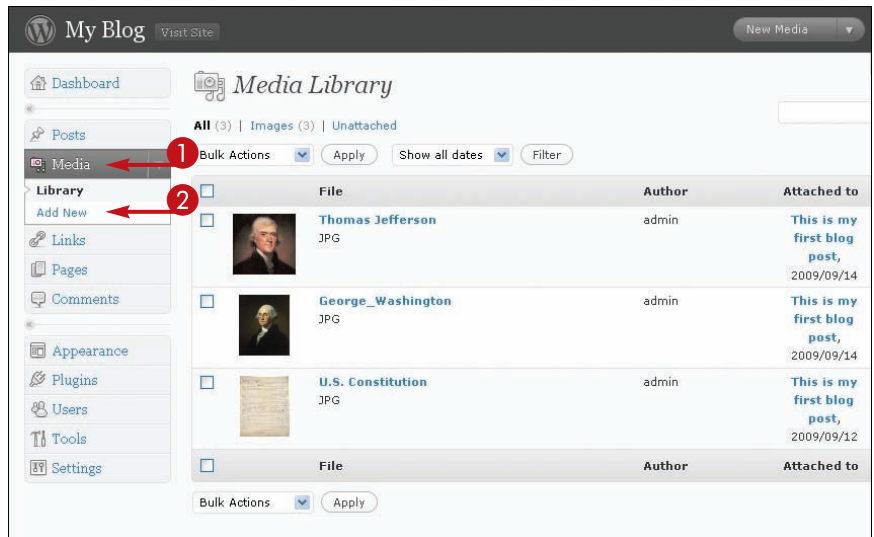 My Blog Visit Site
New Media
Dashboard
Posts
Media
Library
Add New
Links
Pages
Comments
Appearance
Plugins
Users
Tools
Settings
1
2
Media Library
All (3) | Images (3) | Unattached
Bulk Actions Apply Show all dates Filter
File Author Attached to
Thomas Jefferson admin This is my
JPG first blog
post,
2009/09/14
George_Washington admin This is my
JPG first blog
post,
2009/09/14
U.S. Constitution admin This is my
JPG first blog
post,
2009/09/12
File Author Attached to
Bulk Actions Apply